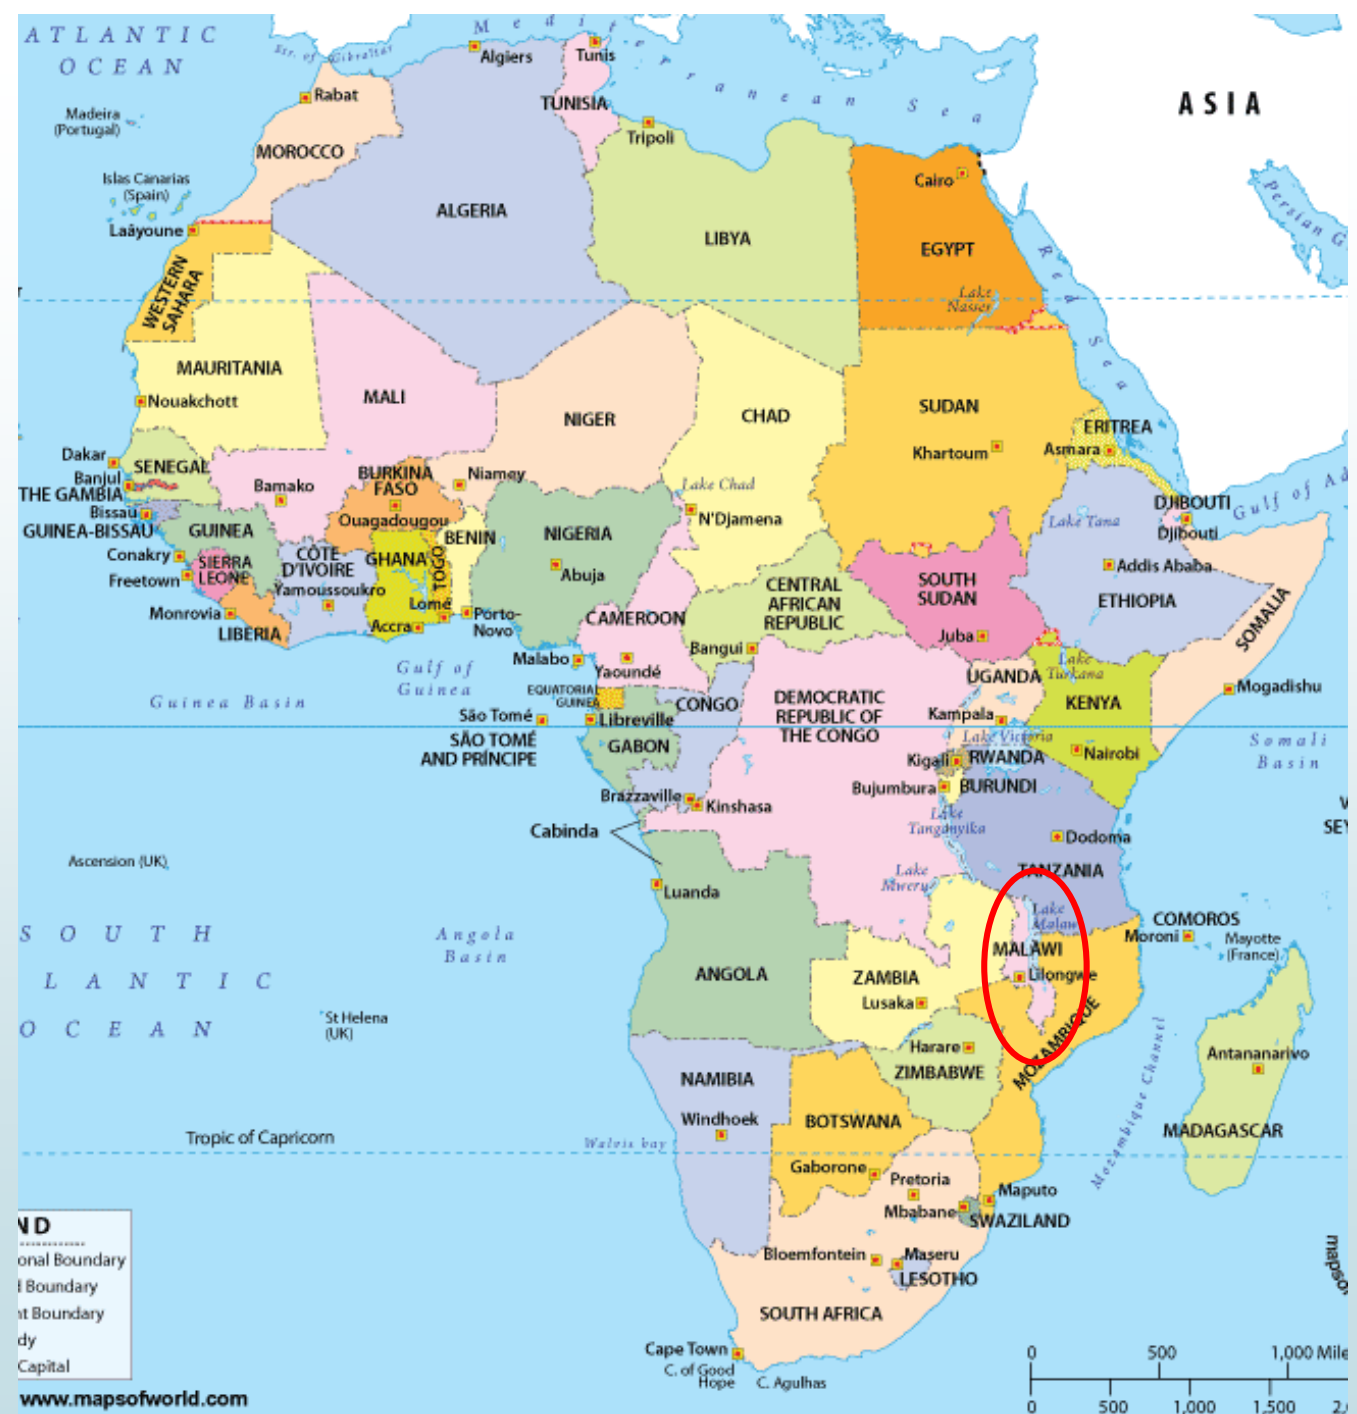 ATLANTIC
OCEAN
Str. of Gibraltar
Mediterranean Sea
ASIA
Madeira
(Portugal)
Islas Canarias
(Spain)
Rabat
Algiers
Tunis
TUNISIA
Tripoli
MOROCCO
Laâyoune
ALGERIA
LIBYA
Cairo
EGYPT
Lake
Nasser
Red Sea
Persian G
WESTERN
SAHARA
MAURITANIA
Nouakchott
MALI
NIGER
CHAD
SUDAN
Khartoum
ERITREA
Asmara
Dakar
SENEGAL
Banjul
THE GAMBIA
Bissau
GUINEA-BISSAU
GUINEA
Conakry
SIERRA
LEONE
Freetown
Monrovia
LIBERIA
Bamako
BURKINA
FASO
Ouagadougou
Niamey
CÔTE
D'IVOIRE
Yamoussoukro
GHANA
TOGO
BENIN
Accra
Lomé
Porto-
Novo
NIGERIA
Abuja
Lake Chad
N'Djamena
DJIBOUTI
Djibouti
Gulf of Ad
Lake Tana
Addis Ababa
ETHIOPIA
SOMALIA
Mogadishu
SOUTH
SUDAN
Juba
CENTRAL
AFRICAN
REPUBLIC
Bangui
CAMEROON
Yaoundé
Malabo
EQUATORIAL
GUINEA
Gulf of
Guinea
Guinea Basin
São Tomé
SÃO TOMÉ
AND PRÍNCIPE
Libreville
GABON
CONGO
Brazzaville
Kinshasa
Cabinda
DEMOCRATIC
REPUBLIC OF
THE CONGO
UGANDA
Kampala
Lake
Turkana
KENYA
Nairobi
Lake Victoria
Kigali
RWANDA
Bujumbura
BURUNDI
Lake
Tanganyika
Dodoma
TANZANIA
Somali
Basin
V
SEY
Ascension (UK)
Luanda
Lake
Mweru
Lake
Malawi
MALAWI
Lilongwe
COMOROS
Moroni
Mayotte
(France)
SOUTH
LANTIC
OCEAN
Angola
Basin
ANGOLA
ZAMBIA
Lusaka
St Helena
(UK)
Harare
ZIMBABWE
MOZAMBIQUE
Mozambique Channel
Antananarivo
MADAGASCAR
NAMIBIA
Windhoek
BOTSWANA
Gaborone
Walvis bay
Tropic of Capricorn
Pretoria
Mbabane
Maputo
SWAZILAND
Bloemfontein
Maseru
LESOTHO
SOUTH AFRICA
Cape Town
C. of Good
Hope
C. Agulhas
ND
onal Boundary
d Boundary
nt Boundary
dy
Capital
www.mapsofworld.com
mapso
0 500 1,000 Mile
0 500 1,000 1,500 2,0